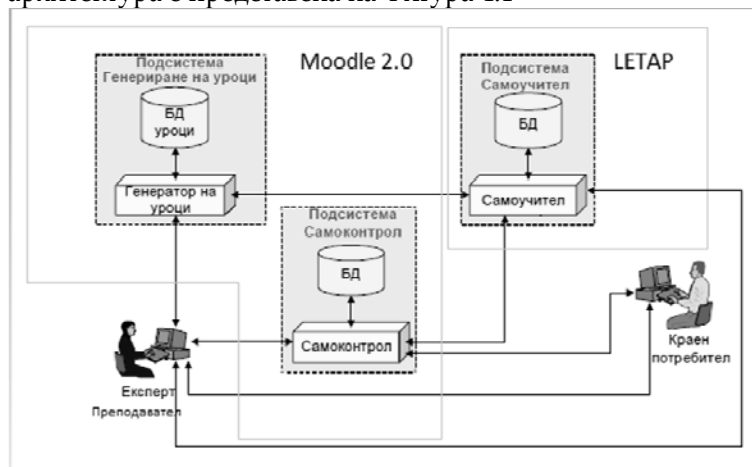 архитектура е представена на Фигура 4.1
Подсистема
Генериране на уроци
Moodle 2.0
Подсистема
Самоучител
LETAP
БД
уроци
БД
Генератор на
уроци
Самоучител
Подсистема
Самоконтрол
БД
Самоконтрол
Експерт
Преподавател
Краен
потребител